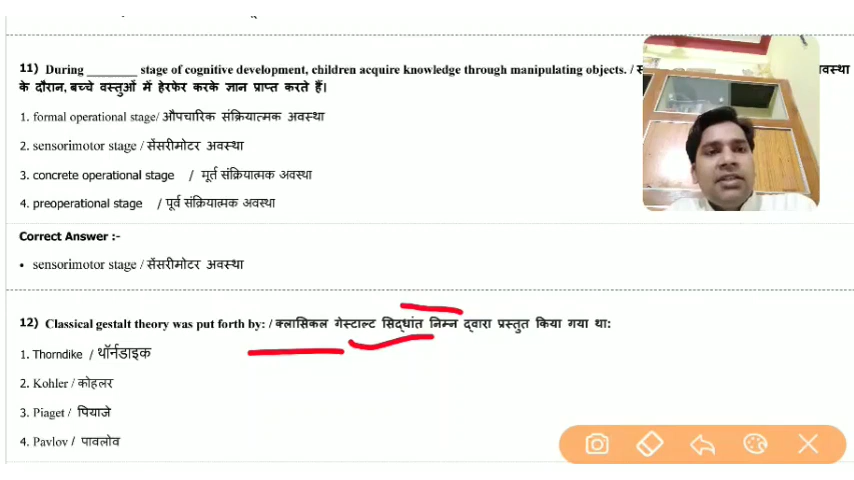 11) During ________ stage of cognitive development, children acquire knowledge through manipulating objects. /
के दौरान, बच्चे वस्तुओं में हेरफेर करके ज्ञान प्राप्त करते हैं।
1. formal operational stage/ औपचारिक संक्रियात्मक अवस्था
2. sensorimotor stage / सेंसरीमोटर अवस्था
3. concrete operational stage / मूर्त संक्रियात्मक अवस्था
4. preoperational stage / पूर्व संक्रियात्मक अवस्था
Correct Answer :-
• sensorimotor stage / सेंसरीमोटर अवस्था
12) Classical gestalt theory was put forth by: / क्लासिकल गेस्टाल्ट सिद्धांत निम्न द्वारा प्रस्तुत किया गया था:
1. Thorndike / थॉर्नडाइक
2. Kohler / कोहलर
3. Piaget / पियाजे
4. Pavlov / पावलोव